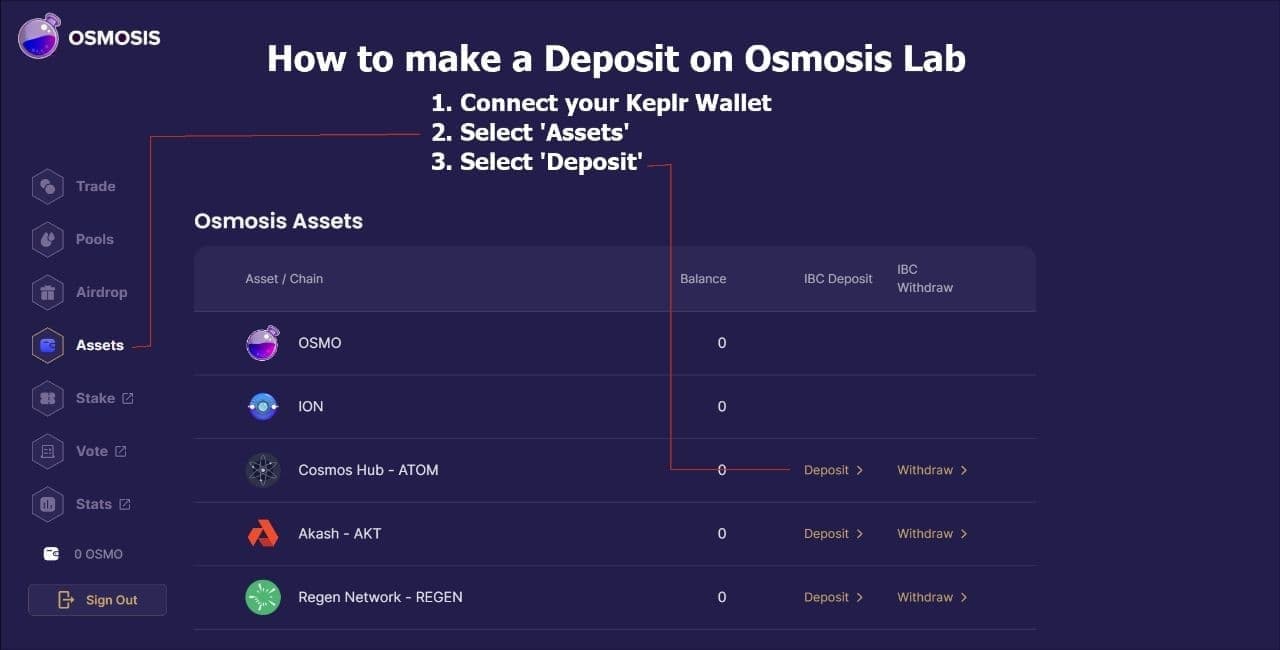 OSMOSIS
How to make a Deposit on Osmosis Lab
1. Connect your Keplr Wallet
2. Select 'Assets'
3. Select 'Deposit'
Trade
Pools
Airdrop
Assets
Stake
Vote
Stats
0 OSMO
Sign Out
Osmosis Assets
Asset / Chain Balance IBC Deposit IBC
Withdraw
OSMO 0
ION 0
Cosmos Hub - ATOM 0 Deposit > Withdraw >
Akash - AKT 0 Deposit > Withdraw >
Regen Network - REGEN 0 Deposit > Withdraw >